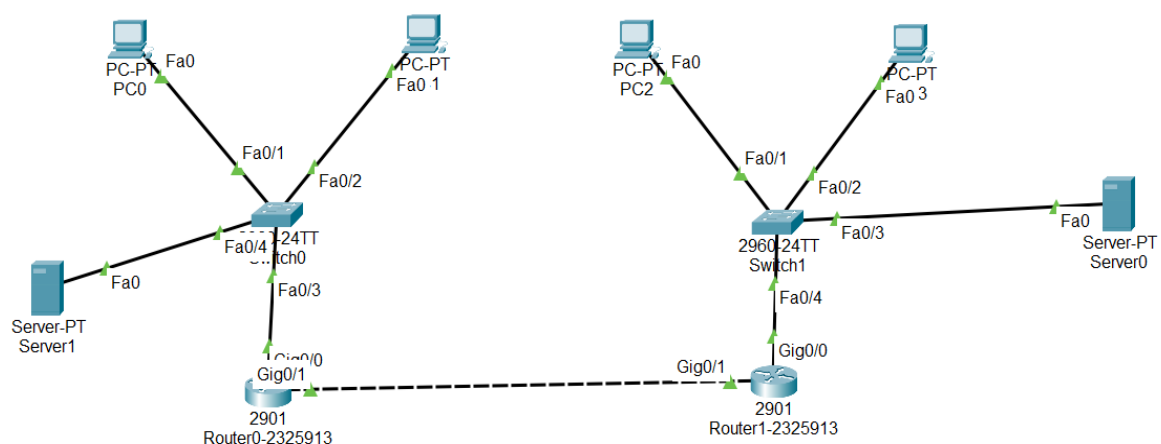 PC-PT
PC0
Fa0
PC-PT
Fa0
PC-PT
PC2
Fa0
PC-PT
Fa0 3
Fa0/1
Fa0/2
Fa0/1
Fa0/2
-24TT
Fa0/4
Fa0
Fa0/3
Server-PT
Server1
2960-24TT
Switch1
Fa0/3
Fa0
Server-PT
Server0
Fa0/4
Gig0/0
Gig0/1
2901
Router0-2325913
Gig0/1
Gig0/0
2901
Router1-2325913